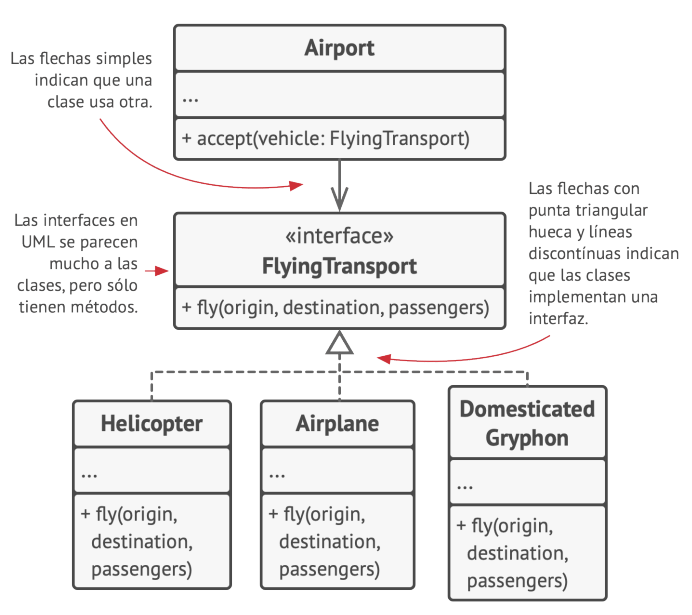 Airport
...
+ accept(vehicle: FlyingTransport)
Las flechas simples
indican que una
clase usa otra.
Las interfaces en
UML se parecen
mucho a las
clases, pero sólo
tienen métodos.
«interface»
FlyingTransport
+ fly(origin, destination, passengers)
Las flechas con
punta triangular
hueca y líneas
discontínuas indican
que las clases
implementan una
interfaz.
Helicopter
...
+ fly(origin,
destination,
passengers)
Airplane
...
+ fly(origin,
destination,
passengers)
Domesticated
Gryphon
...
+ fly(origin,
destination,
passengers)